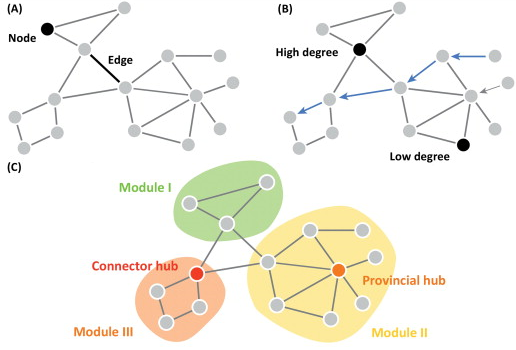 (A)
Node
Edge
(B)
High degree
Low degree
(C)
Module I
Connector hub
Provincial hub
Module III
Module II